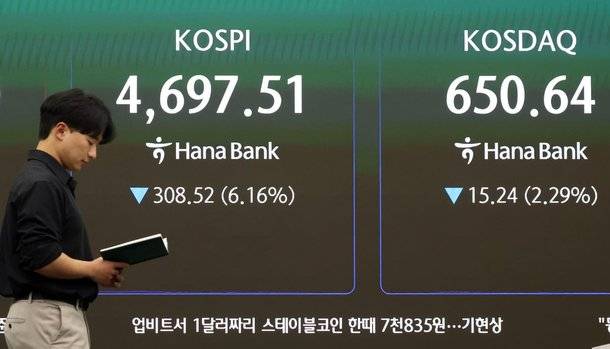 KOSPI
4,697.51
Hana Bank
▼ 308.52 (6.16%)
KOSDAQ
650.64
Hana Bank
▼ 15.24 (2.29%)
업비트서 1달러짜리 스테이블코인 한때 7천835원…기현상